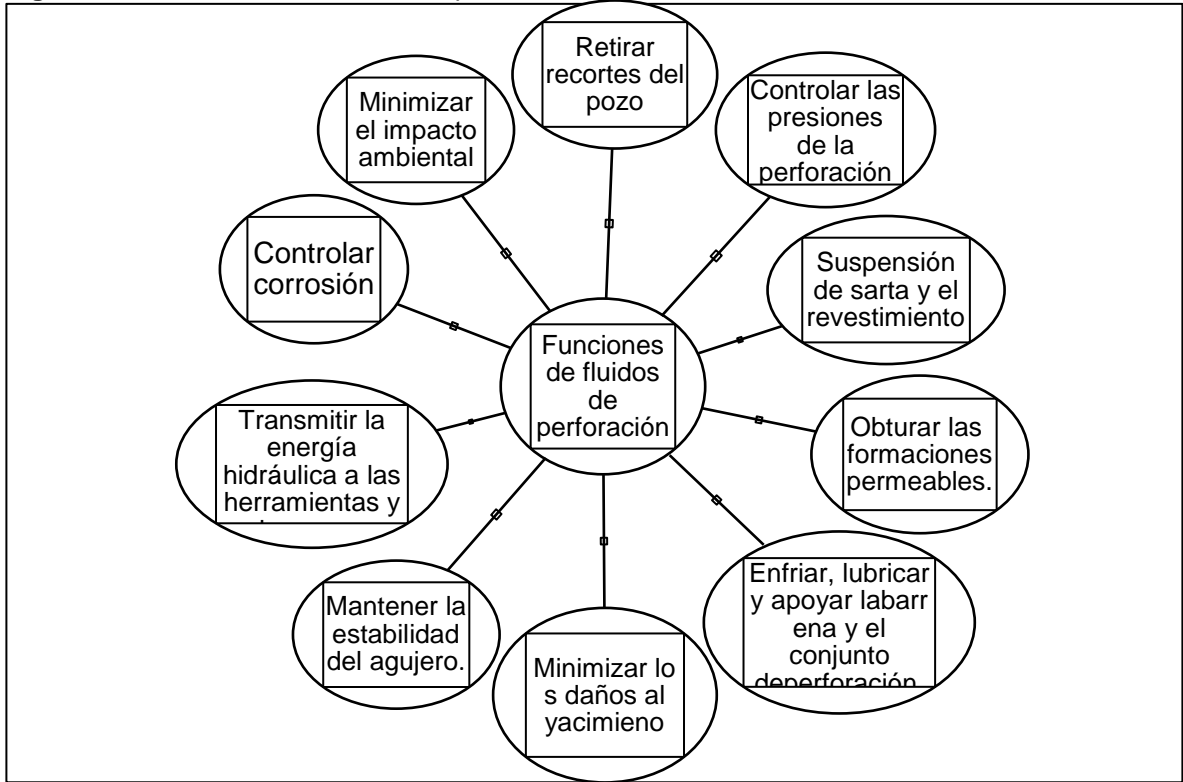 Retirar
recortes del
pozo
Controlar las
presiones
de la
perforación
Suspensión
de sarta y el
revestimiento
Obturar las
formaciones
permeables.
Enfriar, lubricar
y apoyar labarr
ena y el
conjunto
deperforación
Minimizar lo
s daños al
yacimieno
Mantener la
estabilidad
del agujero.
Transmitir la
energía
hidráulica a las
herramientas y
Controlar
corrosión
Minimizar
el impacto
ambiental
Funciones
de fluidos
de
perforación